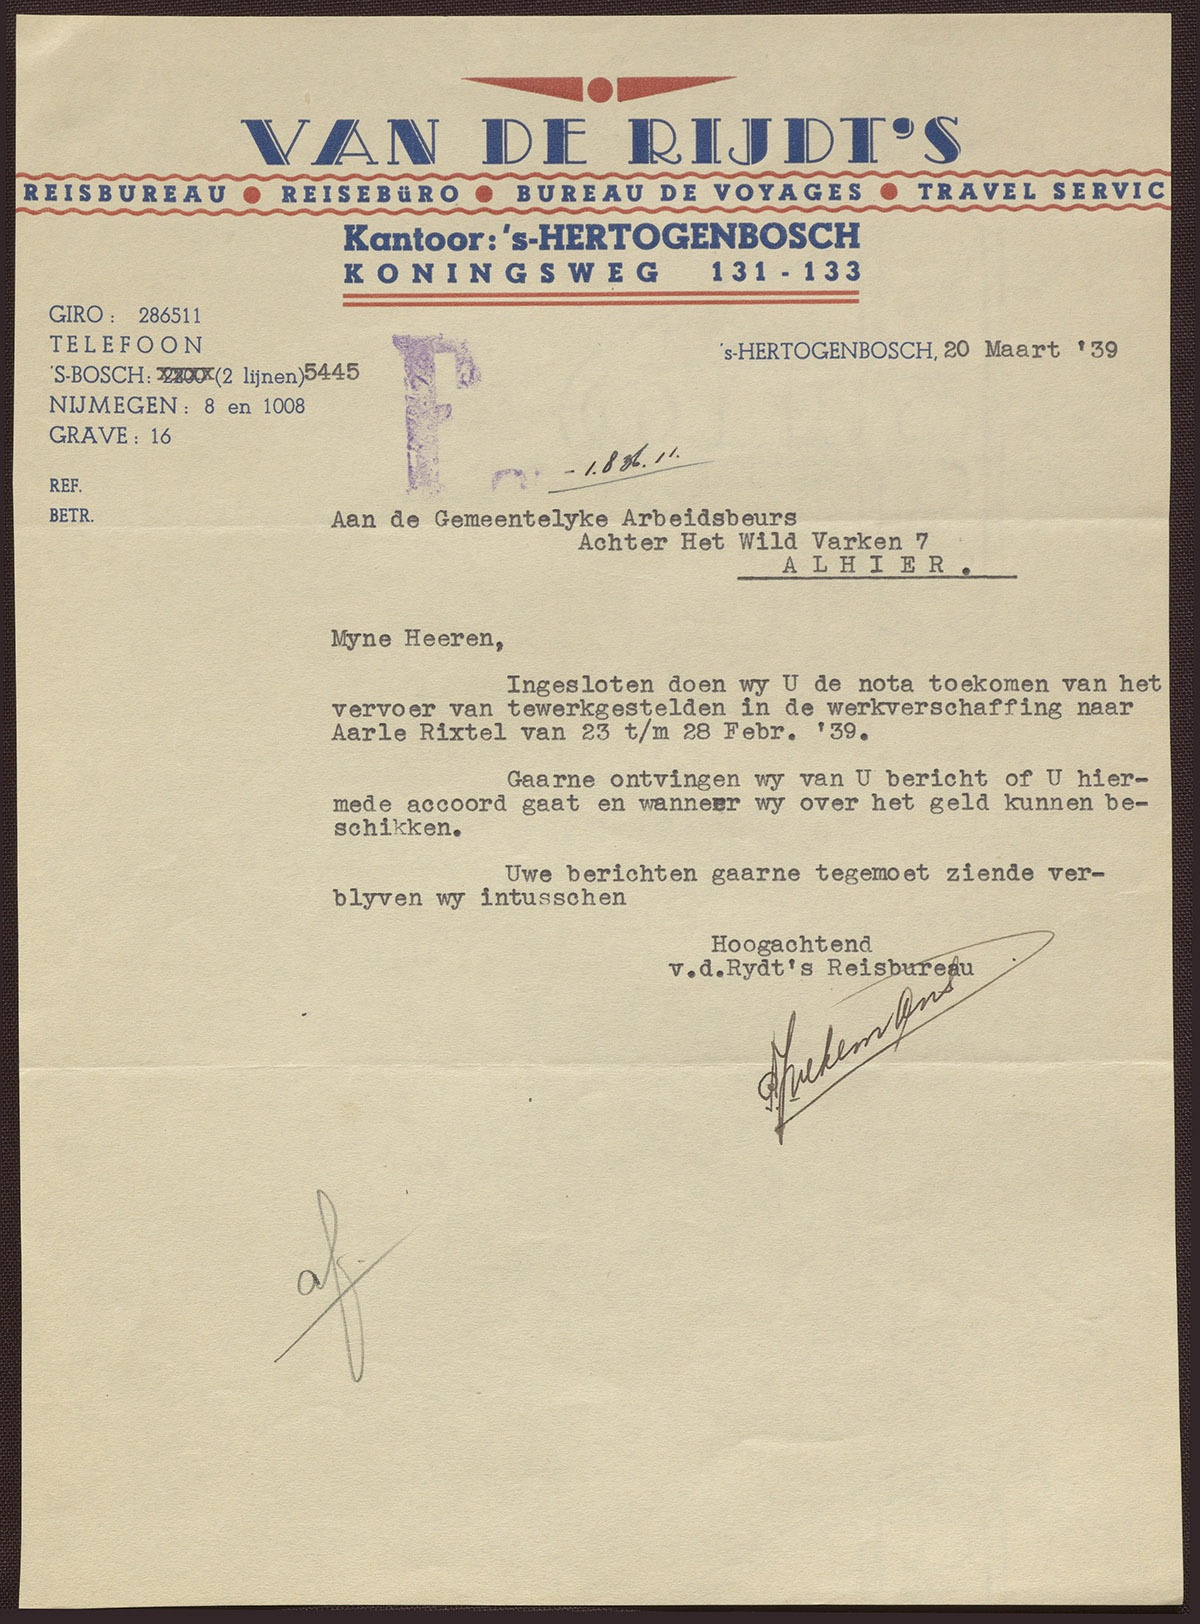 VAN DE RIJDT'S
REISBUREAU ● REISEBüRO ● BUREAU DE VOYAGES ● TRAVEL SERVIC
Kantoor: 's-HERTOGENBOSCH
KONINGSWEG 131 - 133
GIRO: 286511
TELEFOON
'S-BOSCH: (2 lijnen) 5445
NIJMEGEN: 8 en 1008
GRAVE: 16
REF.
BETR.
's-HERTOGENBOSCH, 20 Maart '39
- 1.8 36.11.
Aan de Gemeentelyke Arbeidsbeurs
Achter Het Wild Varken 7
ALHIER.
Myne Heeren,
Ingesloten doen wy U de nota toekomen van het
vervoer van tewerkgestelden in de werkverschaffing naar
Aarle Rixtel van 23 t/m 28 Febr. '39.
Gaarne ontvingen wy van U bericht of U hier-
mede accoord gaat en wanneer wy over het geld kunnen be-
schikken.
Uwe berichten gaarne tegemoet ziende ver-
blyven wy intusschen
Hoogachtend
v.d.Rydt's Reisbureau